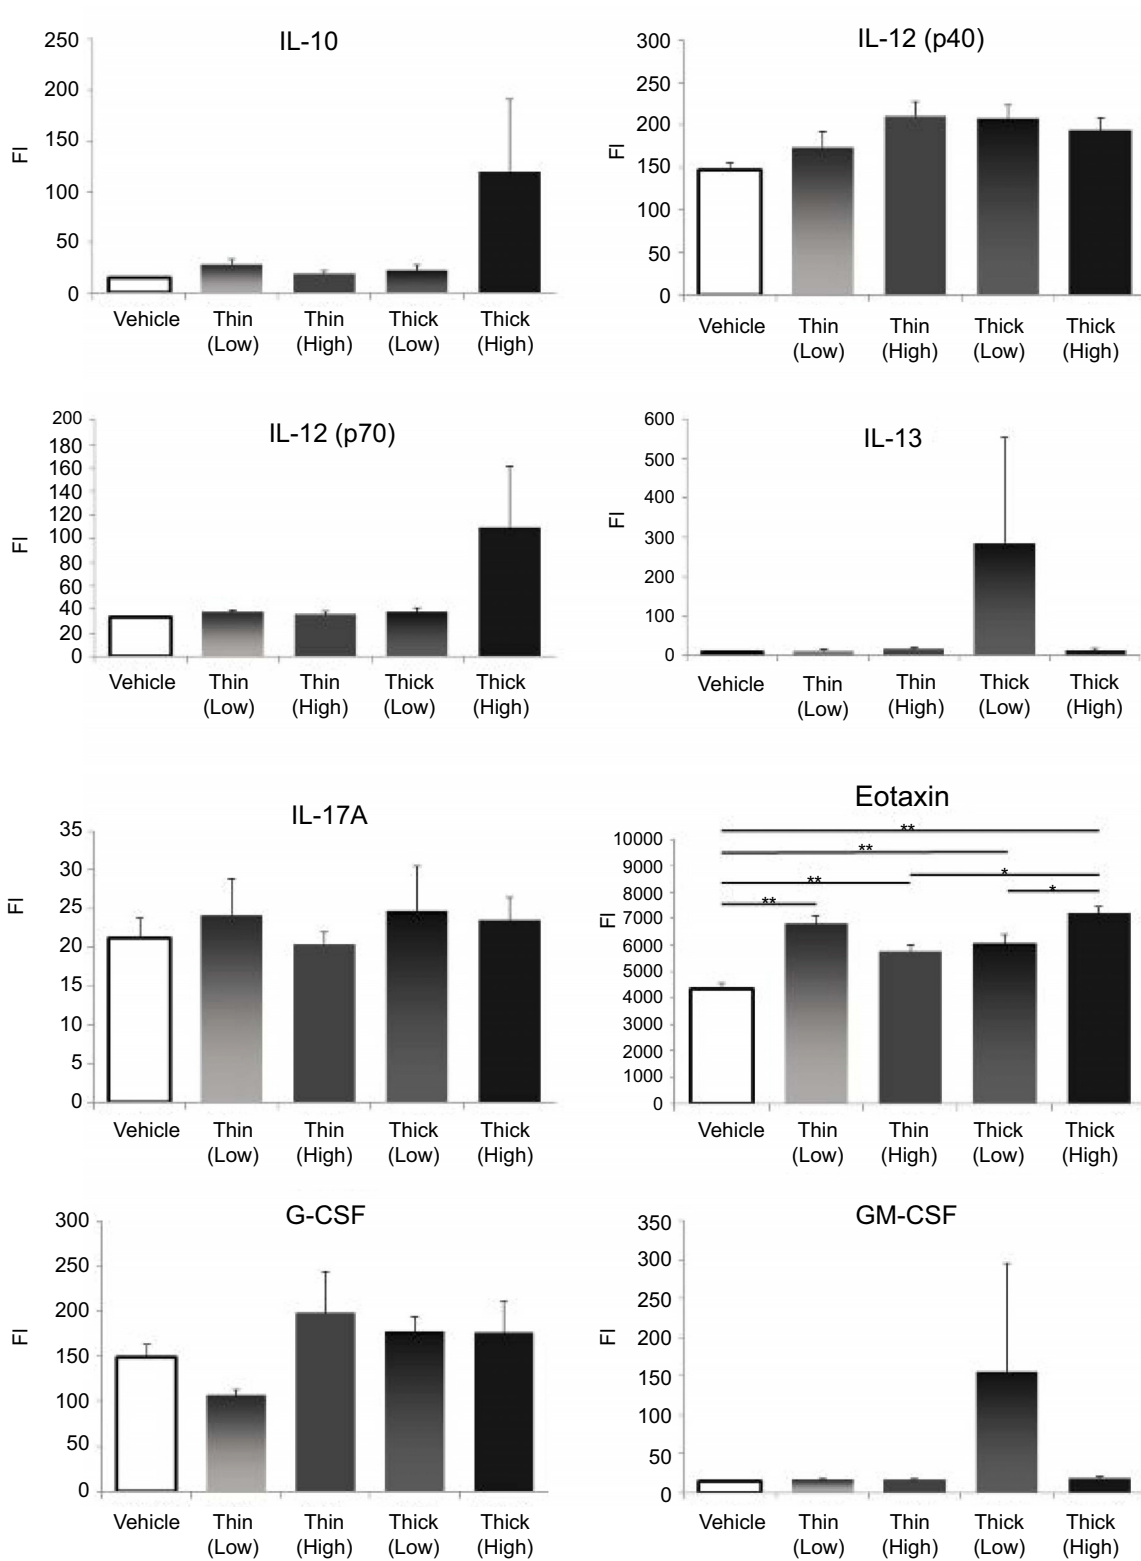 IL-10
250
200
150
100
50
0
FI
Vehicle Thin Thin Thick Thick
(Low) (High) (Low) (High)
IL-12 (p40)
300
250
200
150
100
50
0
FI
Vehicle Thin Thin Thick Thick
(Low) (High) (Low) (High)
IL-12 (p70)
200
180
160
140
120
100
80
60
40
20
0
FI
Vehicle Thin Thin Thick Thick
(Low) (High) (Low) (High)
IL-13
600
500
400
300
200
100
0
FI
Vehicle Thin Thin Thick Thick
(Low) (High) (Low) (High)
IL-17A
35
30
25
20
15
10
5
0
FI
Vehicle Thin Thin Thick Thick
(Low) (High) (Low) (High)
Eotaxin
10000
9000
8000
7000
6000
5000
4000
3000
2000
1000
0
FI
**
**
*
**
*
**
Vehicle Thin Thin Thick Thick
(Low) (High) (Low) (High)
G-CSF
300
250
200
150
100
50
0
FI
Vehicle Thin Thin Thick Thick
(Low) (High) (Low) (High)
GM-CSF
350
300
250
200
150
100
50
0
FI
Vehicle Thin Thin Thick Thick
(Low) (High) (Low) (High)